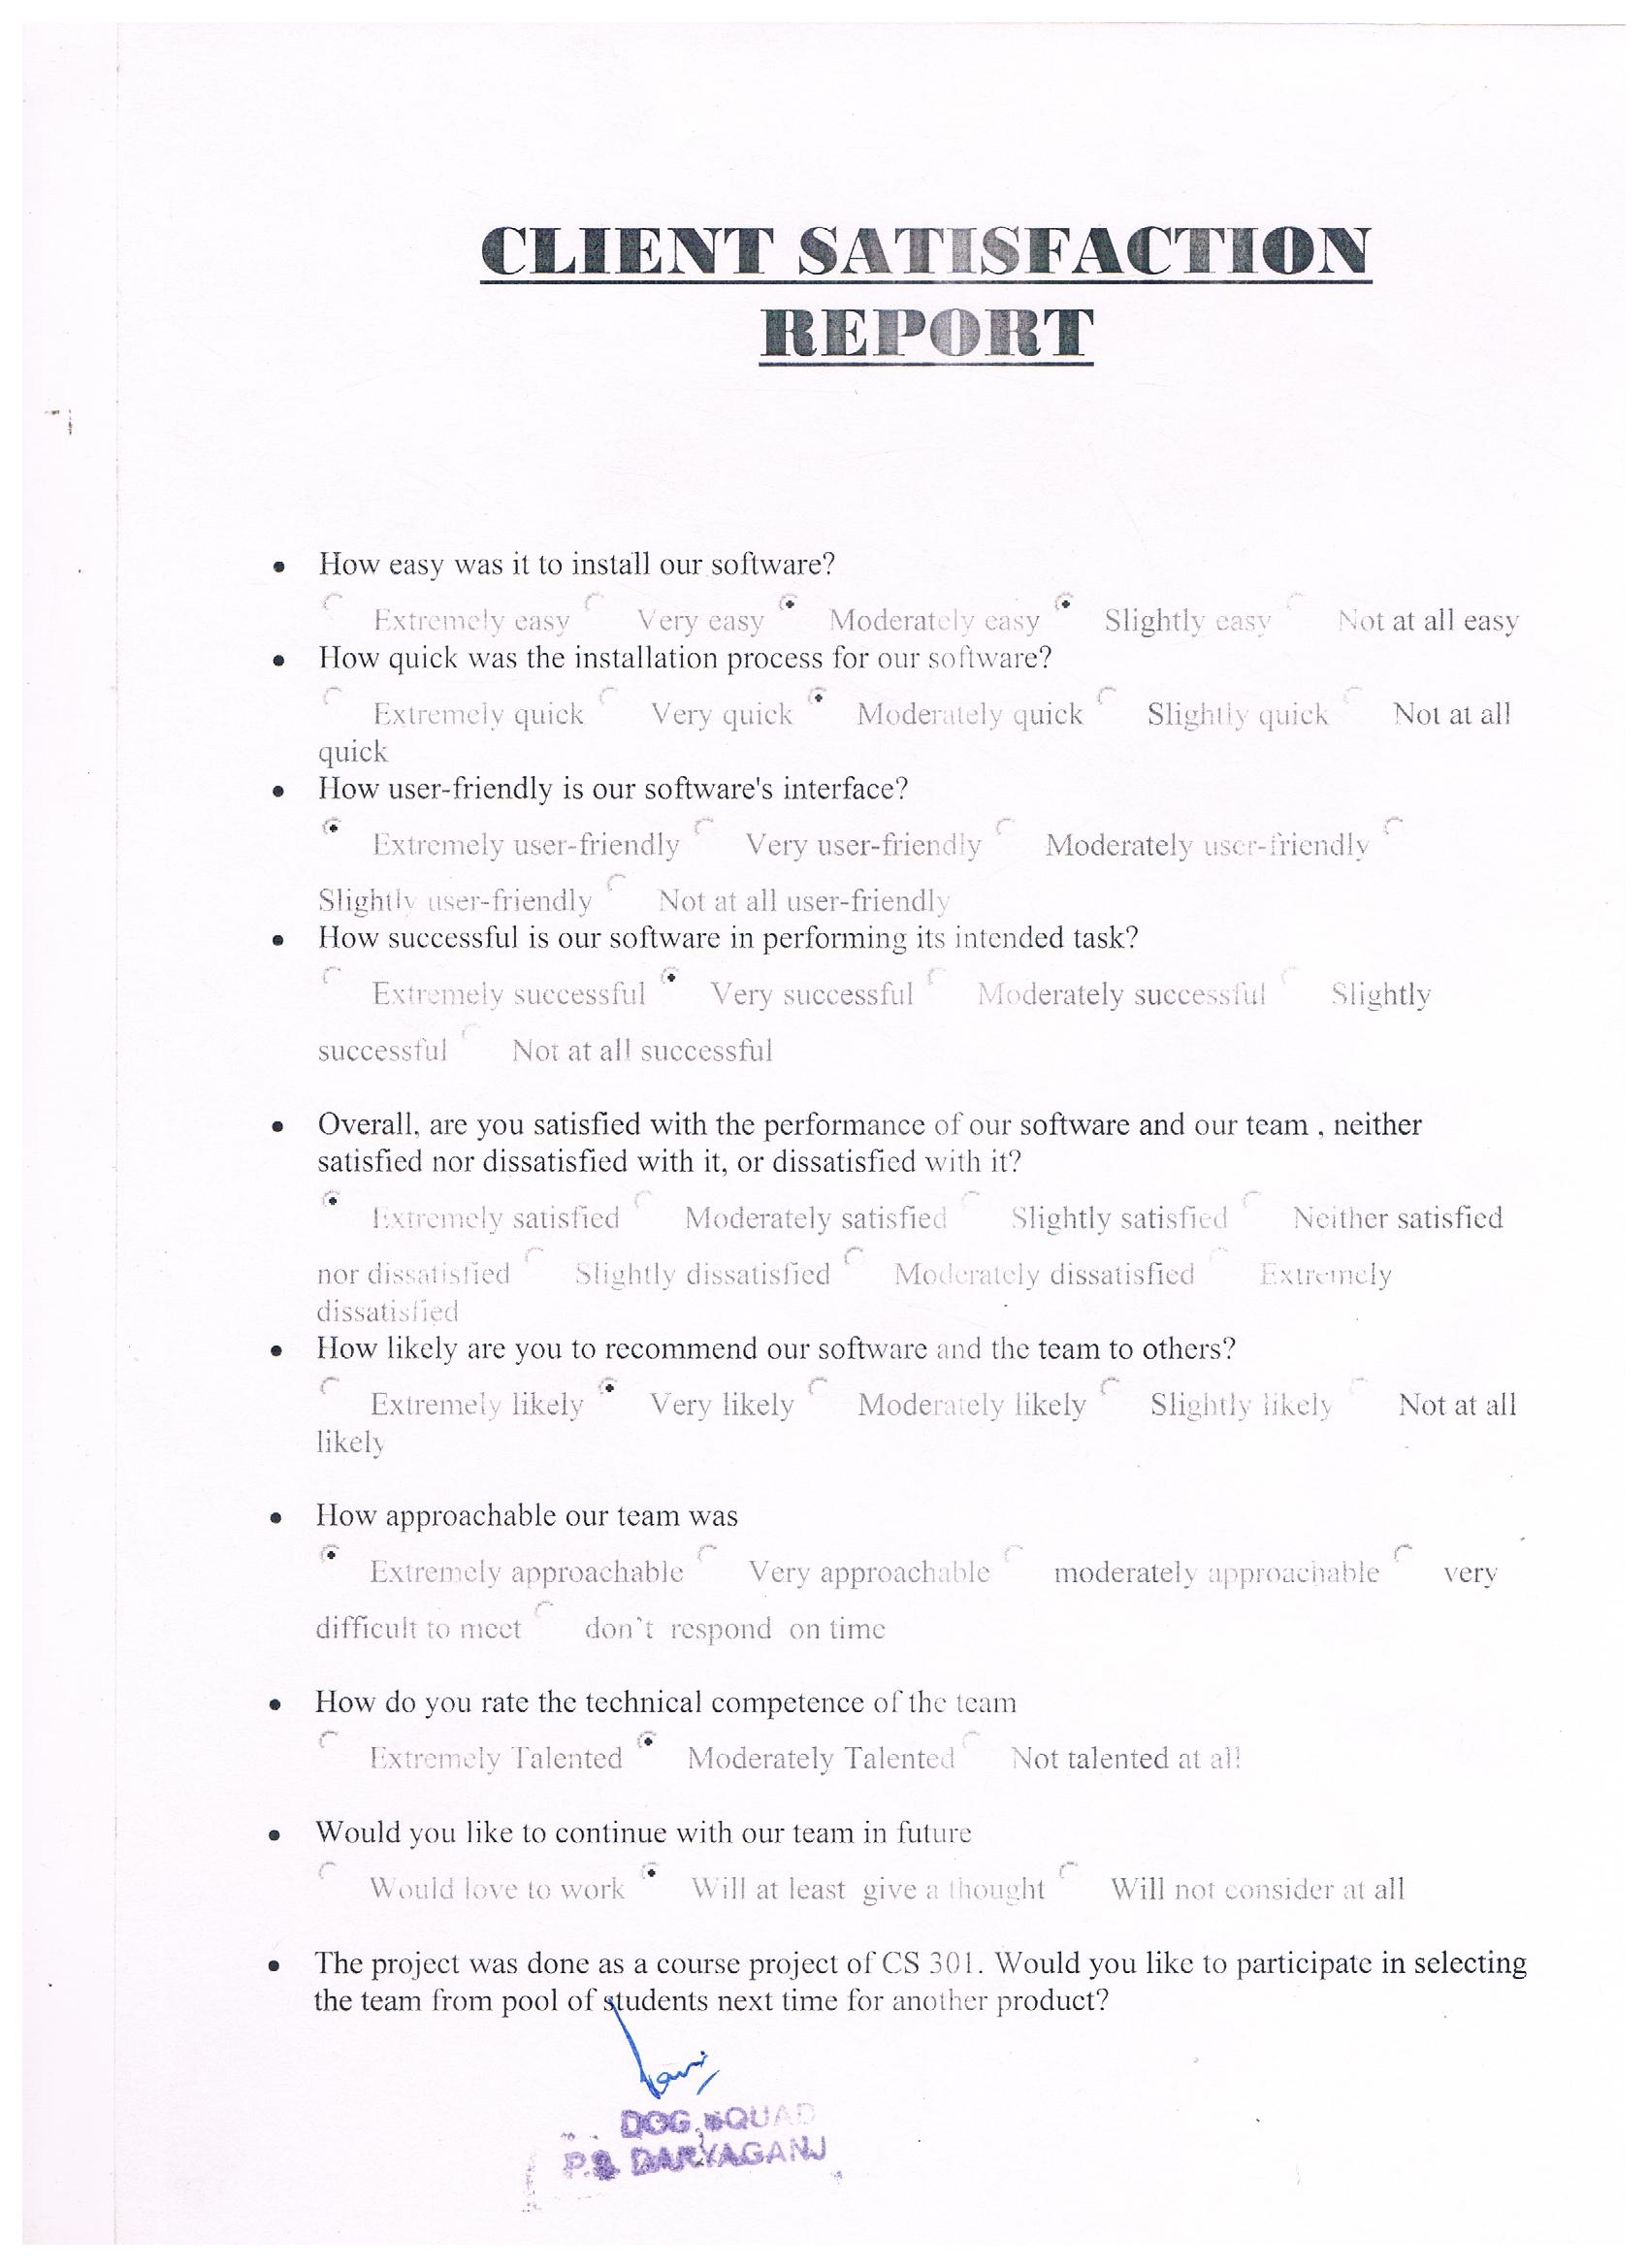 CLIENT SATISFACTION
REPORT
• How easy was it to install our software?
Extremely easy Very easy Moderately easy Slightly easy Not at all easy
• How quick was the installation process for our software?
Extremely quick Very quick Moderately quick Slightly quick Not at all
quick
• How user-friendly is our software's interface?
Extremely user-friendly Very user-friendly Moderately user-friendly
Slightly user-friendly Not at all user-friendly
• How successful is our software in performing its intended task?
Extremely successful Very successful Moderately successful Slightly
successful Not at all successful
• Overall, are you satisfied with the performance of our software and our team , neither
satisfied nor dissatisfied with it, or dissatisfied with it?
Extremely satisfied Moderately satisfied Slightly satisfied Neither satisfied
nor dissatisfied Slightly dissatisfied Moderately dissatisfied Extremely
dissatisfied
• How likely are you to recommend our software and the team to others?
Extremely likely Very likely Moderately likely Slightly likely Not at all
likely
• How approachable our team was
Extremely approachable Very approachable moderately approachable very
difficult to meet don't respond on time
• How do you rate the technical competence of the team
Extremely Talented Moderately Talented Not talented at all
• Would you like to continue with our team in future
Would love to work Will at least give a thought Will not consider at all
• The project was done as a course project of CS 301. Would you like to participate in selecting
the team from pool of students next time for another product?
DOG SQUAD
P.S. DARYAGANJ